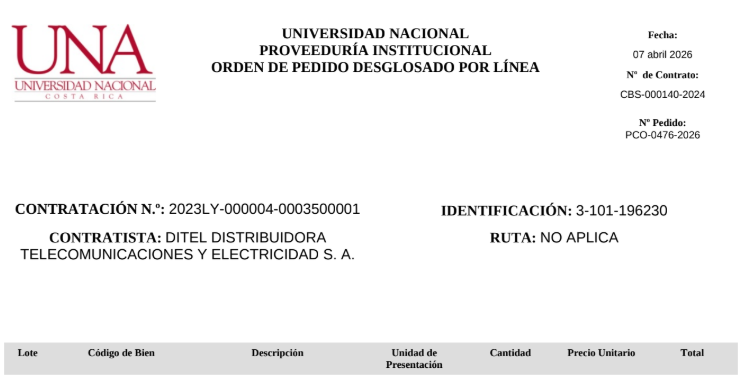 UNA
UNIVERSIDAD NACIONAL
COSTA RICA
UNIVERSIDAD NACIONAL
PROVEEDURÍA INSTITUCIONAL
ORDEN DE PEDIDO DESGLOSADO POR LÍNEA
Fecha:
07 abril 2026
Nº de Contrato:
CBS-000140-2024
Nº Pedido:
PCO-0476-2026
CONTRATACIÓN N.º: 2023LY-000004-0003500001
IDENTIFICACIÓN: 3-101-196230
CONTRATISTA: DITEL DISTRIBUIDORA
TELECOMUNICACIONES Y ELECTRICIDAD S. A.
RUTA: NO APLICA
Lote Código de Bien Descripción Unidad de Presentación Cantidad Precio Unitario Total